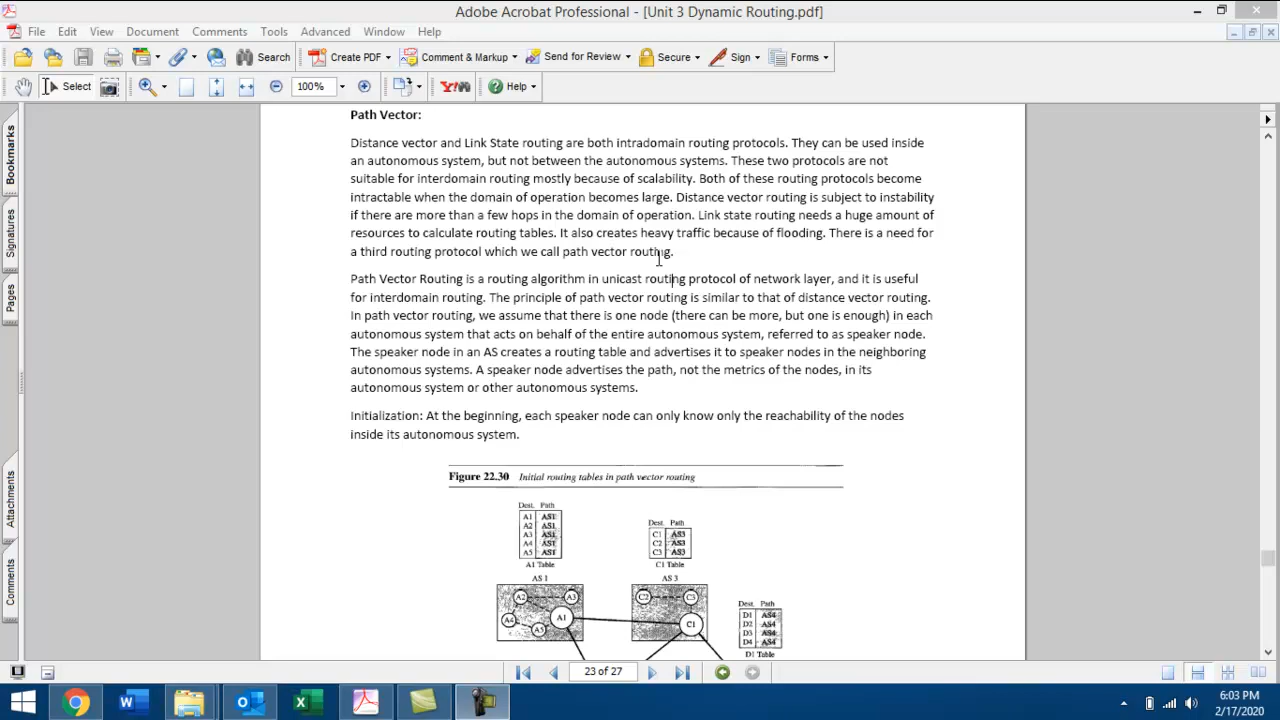 Adobe Acrobat Professional - [Unit 3 Dynamic Routing.pdf]
File Edit View Document Comments Tools Advanced Window Help
Search Create PDF Comment & Markup Send for Review Secure Sign Forms
Select 100% Y! Help
Bookmarks
Signatures
Pages
Attachments
Comments
Path Vector:
Distance vector and Link State routing are both intradomain routing protocols. They can be used inside
an autonomous system, but not between the autonomous systems. These two protocols are not
suitable for interdomain routing mostly because of scalability. Both of these routing protocols become
intractable when the domain of operation becomes large. Distance vector routing is subject to instability
if there are more than a few hops in the domain of operation. Link state routing needs a huge amount of
resources to calculate routing tables. It also creates heavy traffic because of flooding. There is a need for
a third routing protocol which we call path vector routing.
Path Vector Routing is a routing algorithm in unicast routing protocol of network layer, and it is useful
for interdomain routing. The principle of path vector routing is similar to that of distance vector routing.
In path vector routing, we assume that there is one node (there can be more, but one is enough) in each
autonomous system that acts on behalf of the entire autonomous system, referred to as speaker node.
The speaker node in an AS creates a routing table and advertises it to speaker nodes in the neighboring
autonomous systems. A speaker node advertises the path, not the metrics of the nodes, in its
autonomous system or other autonomous systems.
Initialization: At the beginning, each speaker node can only know only the reachability of the nodes
inside its autonomous system.
Figure 22.30 Initial routing tables in path vector routing
Dest. Path
A1 AS1
A2 AS1
A3 AS1
A4 AS1
A5 AS1
A1 Table
Dest. Path
C1 AS3
C2 AS3
C3 AS3
C1 Table
AS 1
AS 3
A2 A3
A4 A5 A1
C2 C3
C1
Dest. Path
D1 AS4
D2 AS4
D3 AS4
D4 AS4
D1 Table
23 of 27
6:03 PM
2/17/2020